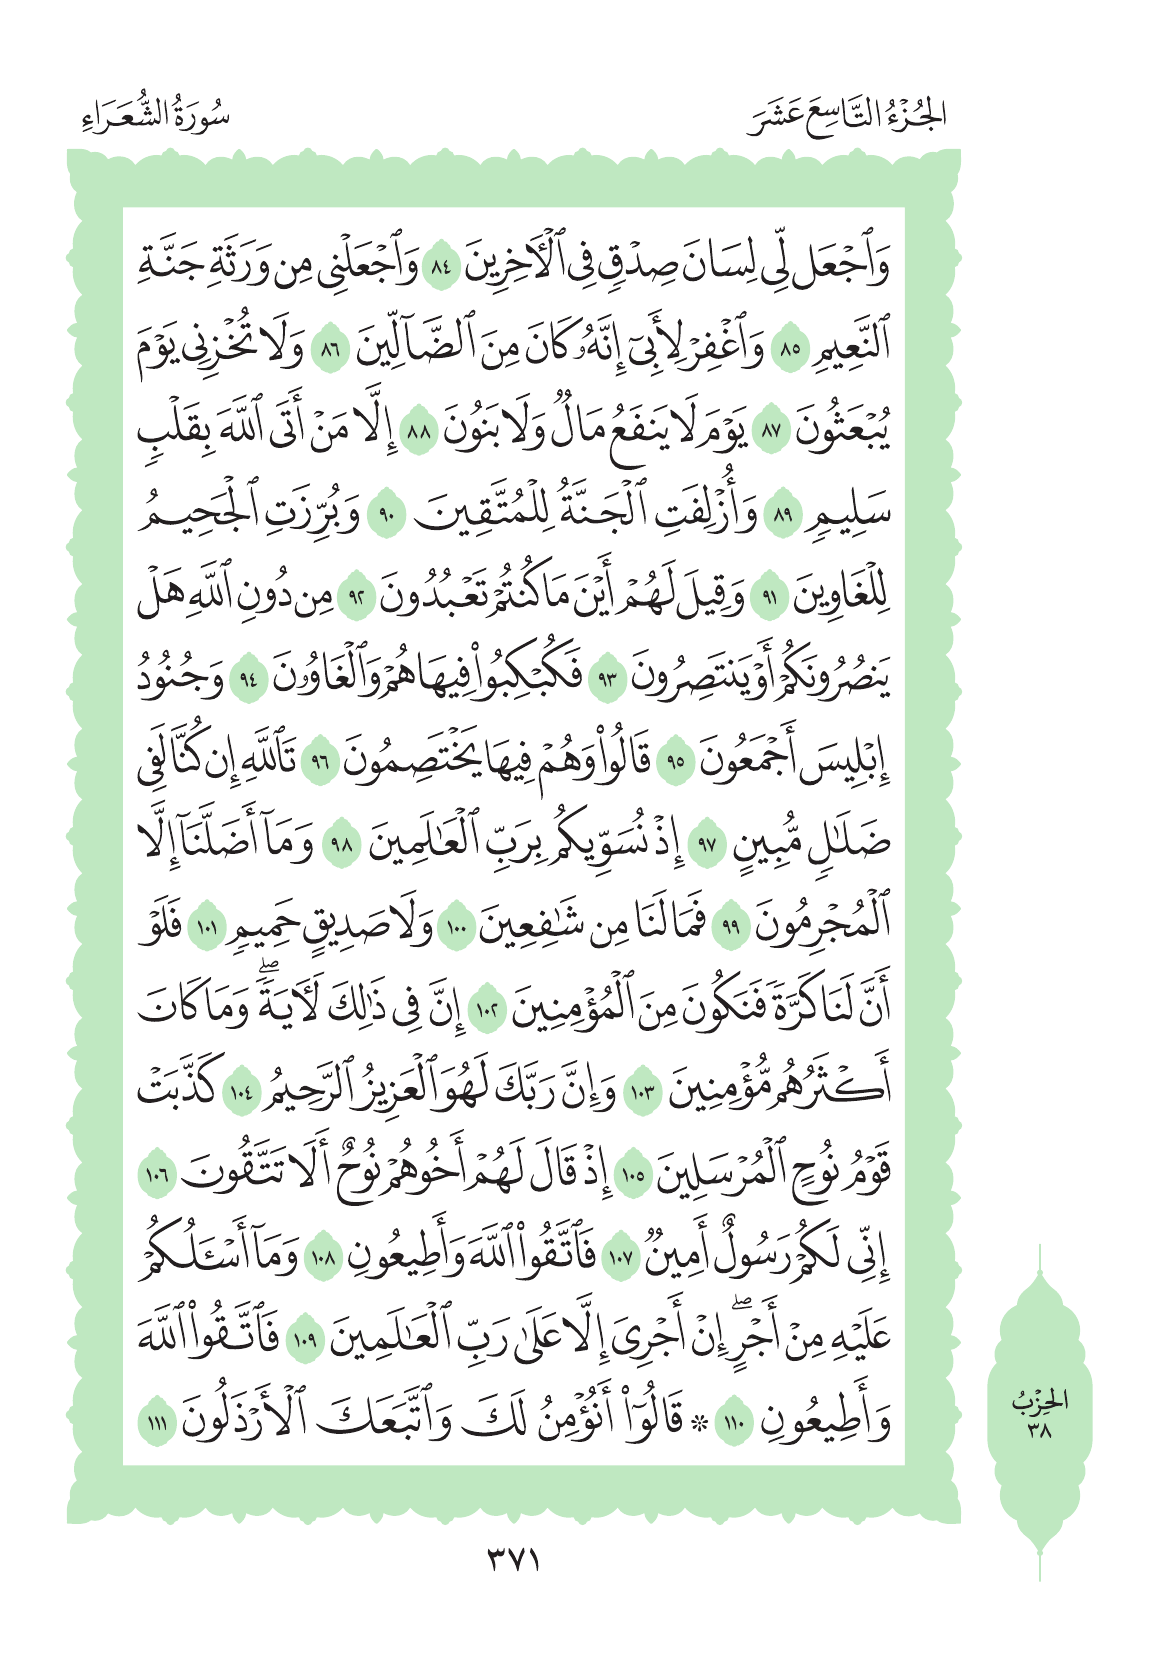 الجُزْءُ التَّاسِعَ عَشَرَ
سُورَةُ الشُّعَرَاءِ
وَٱجْعَل لِّى لِسَانَ صِدْقٍ فِى ٱلْأَخِرِينَ ٨٤ وَٱجْعَلْنِى مِن وَرَثَةِ جَنَّةِ
ٱلنَّعِيمِ ٨٥ وَٱغْفِرْ لِأَبِىٓ إِنَّهُۥ كَانَ مِنَ ٱلضَّآلِّينَ ٨٦ وَلَا تُخْزِنِى يَوْمَ
يُبْعَثُونَ ٨٧ يَوْمَ لَا يَنفَعُ مَالٌ وَلَا بَنُونَ ٨٨ إِلَّا مَنْ أَتَى ٱللَّهَ بِقَلْبٍ
سَلِيمٍ ٨٩ وَأُزْلِفَتِ ٱلْجَنَّةُ لِلْمُتَّقِينَ ٩٠ وَبُرِّزَتِ ٱلْجَحِيمُ
لِلْغَاوِينَ ٩١ وَقِيلَ لَهُمْ أَيْنَ مَا كُنتُمْ تَعْبُدُونَ ٩٢ مِن دُونِ ٱللَّهِ هَلْ
يَنصُرُونَكُمْ أَوْ يَنتَصِرُونَ ٩٣ فَكُبْكِبُوا۟ فِيهَا هُمْ وَٱلْغَاوُۥنَ ٩٤ وَجُنُودُ
إِبْلِيسَ أَجْمَعُونَ ٩٥ قَالُوا۟ وَهُمْ فِيهَا يَخْتَصِمُونَ ٩٦ تَٱللَّهِ إِن كُنَّا لَفِى
ضَلَـٰلٍ مُّبِينٍ ٩٧ إِذْ نُسَوِّيكُم بِرَبِّ ٱلْعَـٰلَمِينَ ٩٨ وَمَآ أَضَلَّنَآ إِلَّا
ٱلْمُجْرِمُونَ ٩٩ فَمَا لَنَا مِن شَـٰفِعِينَ ١٠٠ وَلَا صَدِيقٍ حَمِيمٍ ١٠١ فَلَوْ
أَنَّ لَنَا كَرَّةً فَنَكُونَ مِنَ ٱلْمُؤْمِنِينَ ١٠٢ إِنَّ فِى ذَٰلِكَ لَـَٔايَةً ۖ وَمَا كَانَ
أَكْثَرُهُم مُّؤْمِنِينَ ١٠٣ وَإِنَّ رَبَّكَ لَهُوَ ٱلْعَزِيزُ ٱلرَّحِيمُ ١٠٤ كَذَّبَتْ
قَوْمُ نُوحٍ ٱلْمُرْسَلِينَ ١٠٥ إِذْ قَالَ لَهُمْ أَخُوهُمْ نُوحٌ أَلَا تَتَّقُونَ ١٠٦
إِنِّى لَكُمْ رَسُولٌ أَمِينٌ ١٠٧ فَٱتَّقُوا۟ ٱللَّهَ وَأَطِيعُونِ ١٠٨ وَمَآ أَسْـَٔلُكُمْ
عَلَيْهِ مِنْ أَجْرٍ ۖ إِنْ أَجْرِىَ إِلَّا عَلَىٰ رَبِّ ٱلْعَـٰلَمِينَ ١٠٩ فَٱتَّقُوا۟ ٱللَّهَ
وَأَطِيعُونِ ١١٠ ۞ قَالُوٓا۟ أَنُؤْمِنُ لَكَ وَٱتَّبَعَكَ ٱلْأَرْذَلُونَ ١١١
الحِزْبُ
٣٨
٣٧١